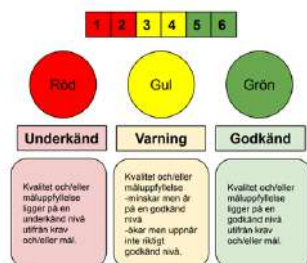 1 2 3 4 5 6
Röd Gul Grön
Underkänd Varning Godkänd
Kvalitet och/eller
måluppfyllelse
ligger på en
underkänd nivå
utifrån krav
och/eller mål.
Kvalitet och/eller
måluppfyllelse
-minskar men är
på en godkänd
nivå
-ökar men uppnår
inte riktigt
godkänd nivå.
Kvalitet och/eller
måluppfyllelse
ligger på en
godkänd nivå
utifrån krav
och/eller mål.